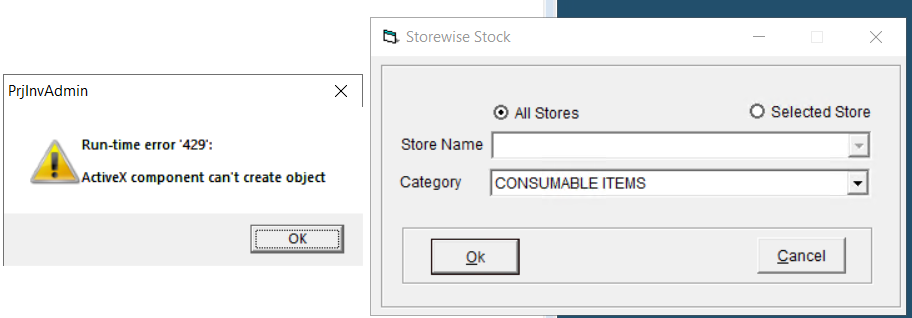 PrjInvAdmin
Run-time error '429':
ActiveX component can't create object
OK
Storewise Stock
All Stores
Selected Store
Store Name
Category
CONSUMABLE ITEMS
Ok
Cancel